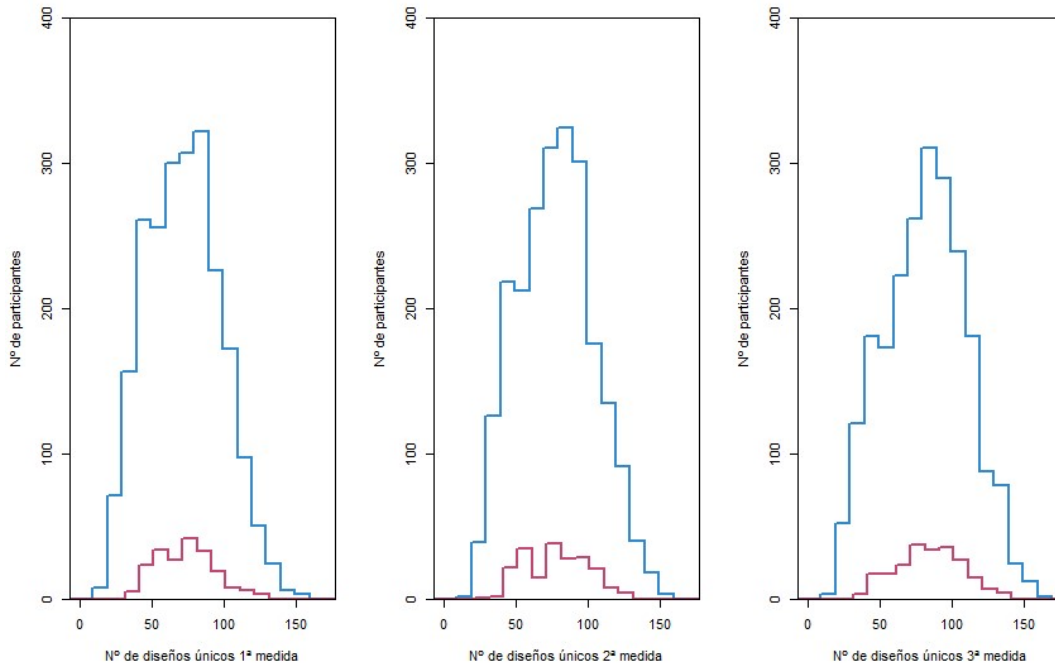 400
300
200
100
0
Nº de participantes
0 50 100 150
Nº de diseños únicos 1ª medida
400
300
200
100
0
Nº de participantes
0 50 100 150
Nº de diseños únicos 2ª medida
400
300
200
100
0
Nº de participantes
0 50 100 150
Nº de diseños únicos 3ª medida